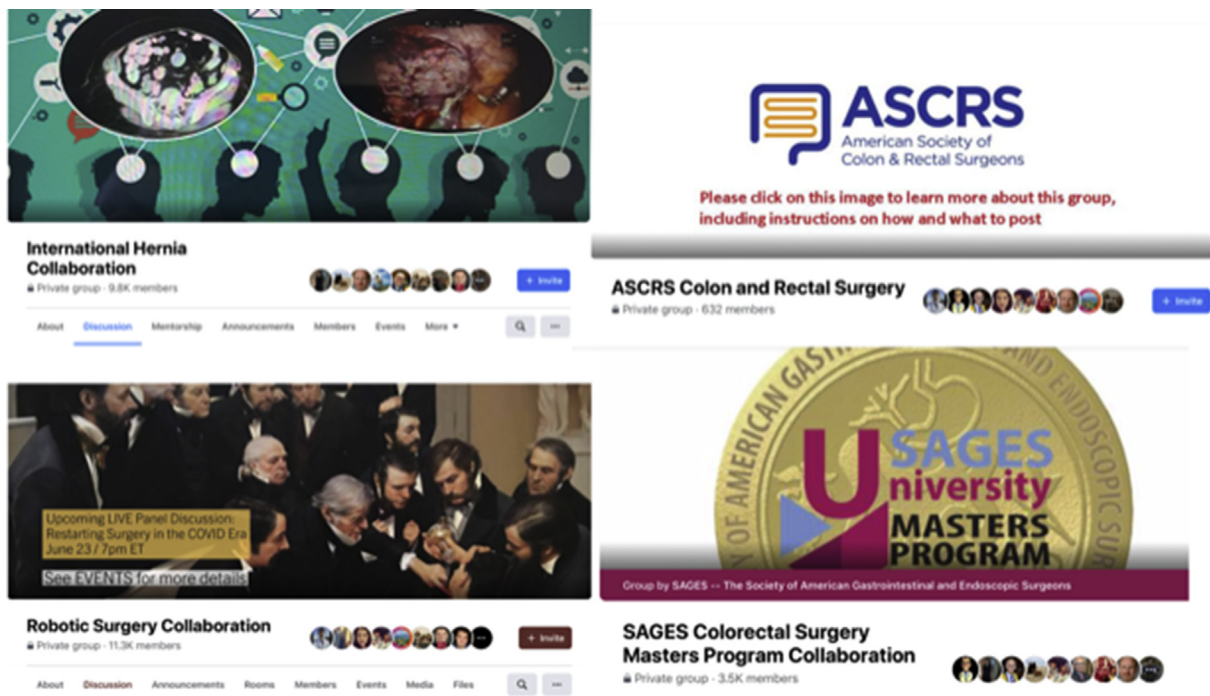 International Hernia
Collaboration
Private group · 9.8K members
+ Invite
About Discussion Mentorship Announcements Members Events More
ASCRS
American Society of
Colon & Rectal Surgeons
Please click on this image to learn more about this group,
including instructions on how and what to post
ASCRS Colon and Rectal Surgery
Private group · 632 members
+ Invite
Upcoming LIVE Panel Discussion:
Restarting Surgery in the COVID Era
June 23 / 7pm ET
See EVENTS for more details
Robotic Surgery Collaboration
Private group · 11.3K members
+ Invite
About Discussion Announcements Rooms Members Events Media Files
Y OF AMERICAN GAST
AND ENDOSCOPIC SUR
SAGES
University
MASTERS
PROGRAM
Group by SAGES -- The Society of American Gastrointestinal and Endoscopic Surgeons
SAGES Colorectal Surgery
Masters Program Collaboration
Private group · 3.5K members